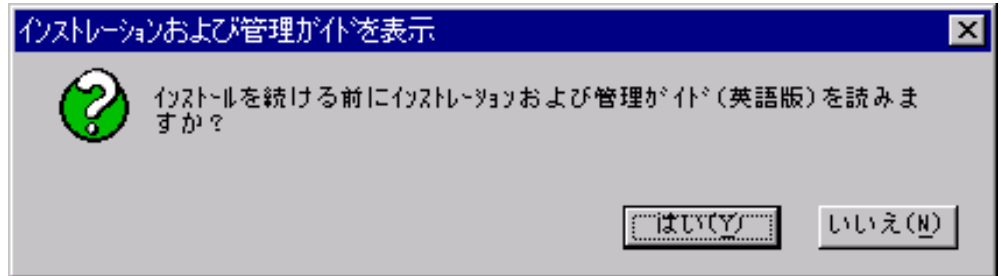 インストレーションおよび管理ガイドを表示
インストールを続ける前にインストレーションおよび管理ガイド(英語版)を読みま
すか?
はい(Y)
いいえ(N)